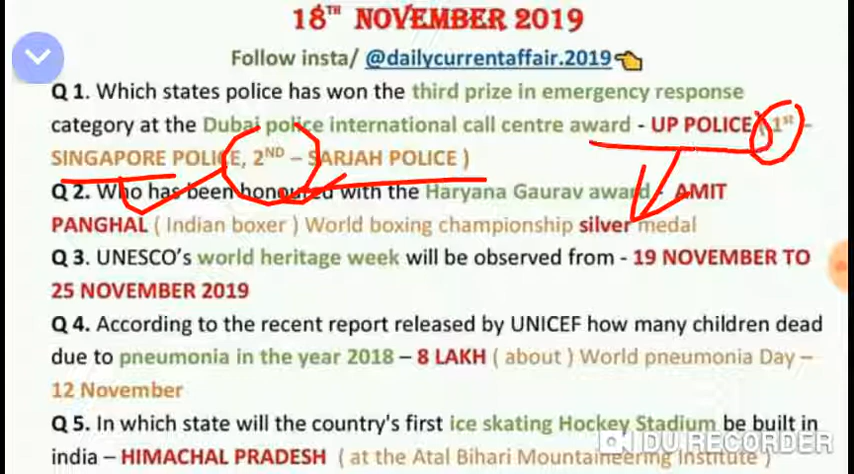 18TH NOVEMBER 2019
Follow insta/ @dailycurrentaffair.2019
Q 1. Which states police has won the third prize in emergency response
category at the Dubai police international call centre award - UP POLICE ( 1st –
SINGAPORE POLICE, 2ND – SARJAH POLICE )
Q 2. Who has been honoured with the Haryana Gaurav award - AMIT
PANGHAL ( Indian boxer ) World boxing championship silver medal
Q 3. UNESCO's world heritage week will be observed from - 19 NOVEMBER TO
25 NOVEMBER 2019
Q 4. According to the recent report released by UNICEF how many children dead
due to pneumonia in the year 2018 – 8 LAKH ( about ) World pneumonia Day –
12 November
Q 5. In which state will the country's first ice skating Hockey Stadium be built in
india – HIMACHAL PRADESH ( at the Atal Bihari Mountaineering Institute )
DU RECORDER